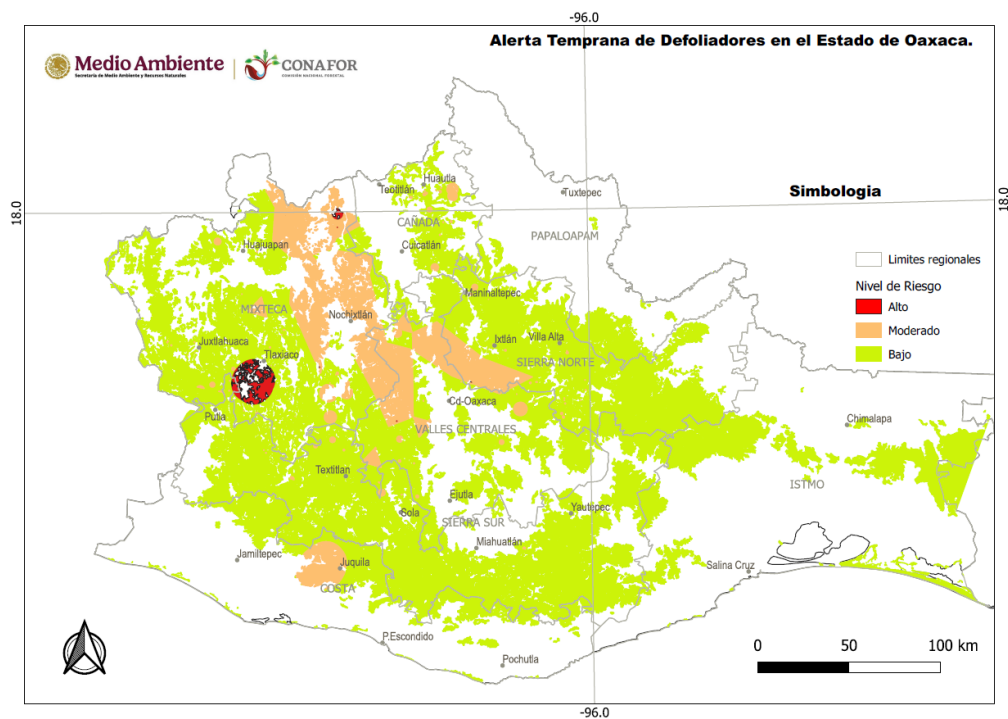 -96.0
Alerta Temprana de Defoliadores en el Estado de Oaxaca.
Medio Ambiente
Secretaría de Medio Ambiente y Recursos Naturales
CONAFOR
COMISIÓN NACIONAL FORESTAL
Simbologia
18.0
18.0
Limites regionales
Nivel de Riesgo
Alto
Moderado
Bajo
Teotitlán
Huautla
Tuxtepec
CAÑADA
PAPALOAPAM
Huajuapan
Cuicatlán
Maninaltepec
MIXTECA
Nochixtlán
Juxtlahuaca
Ixtlán
Villa Alta
Tlaxiaco
SIERRA NORTE
Cd-Oaxaca
Putla
VALLES CENTRALES
Chimalapa
Textitlan
ISTMO
Ejutla
Sola
Yautepec
SIERRA SUR
Miahuatlán
Jamiltepec
Juquila
Salina Cruz
COSTA
P.Escondido
Pochutla
0 50 100 km
-96.0